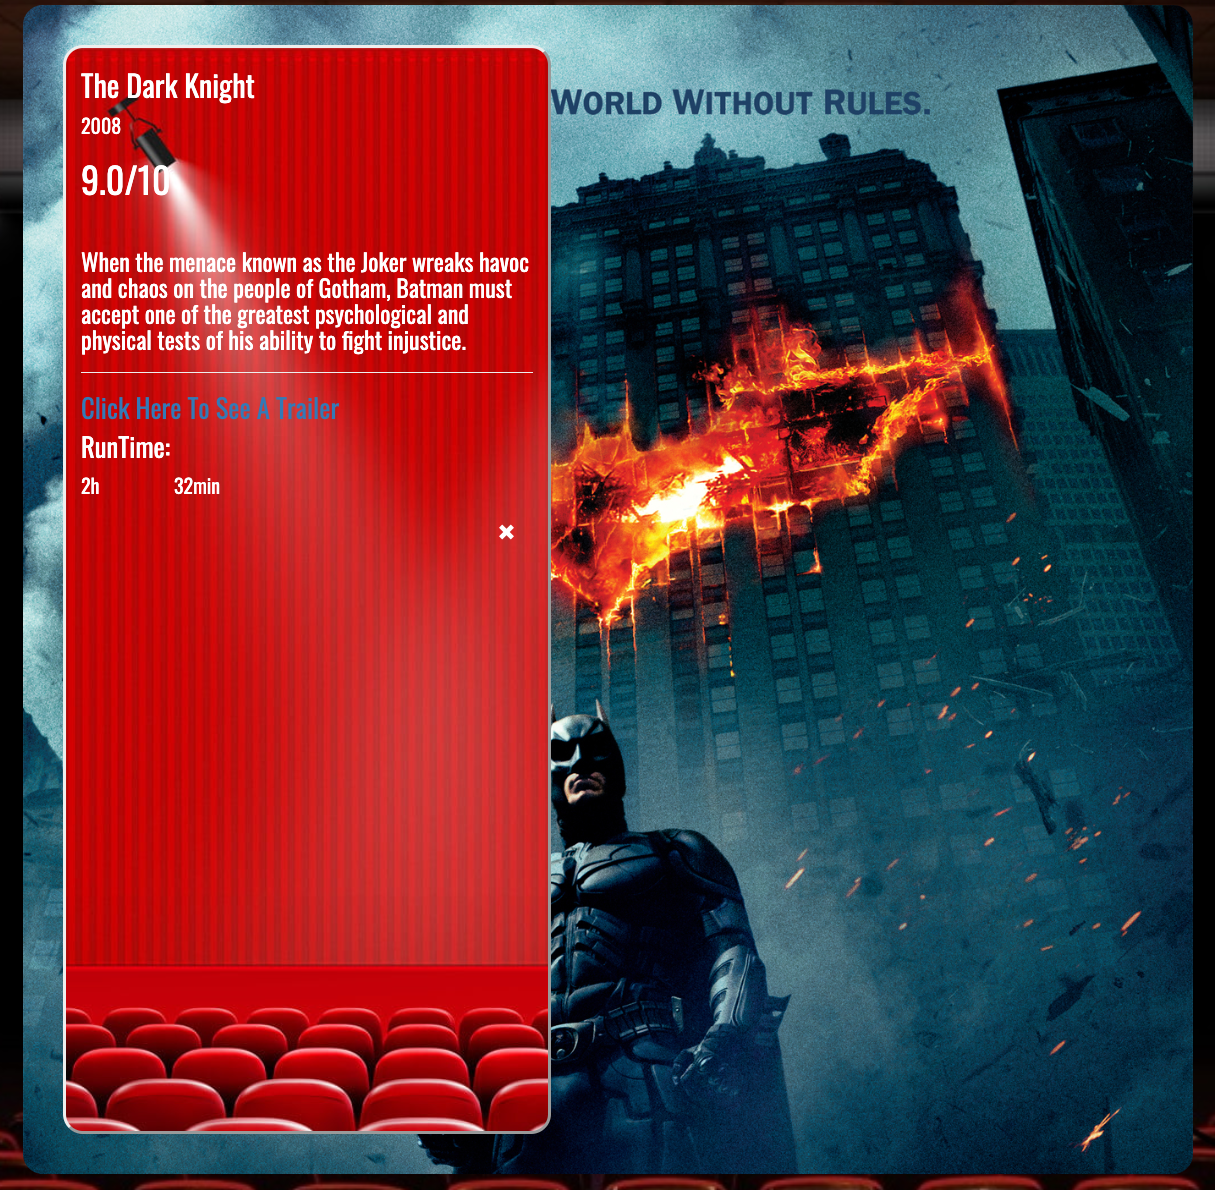 The Dark Knight
WORLD WITHOUT RULES.
2008
9.0/10
When the menace known as the Joker wreaks havoc
and chaos on the people of Gotham, Batman must
accept one of the greatest psychological and
physical tests of his ability to fight injustice.
Click Here To See A Trailer
RunTime:
2h 32min